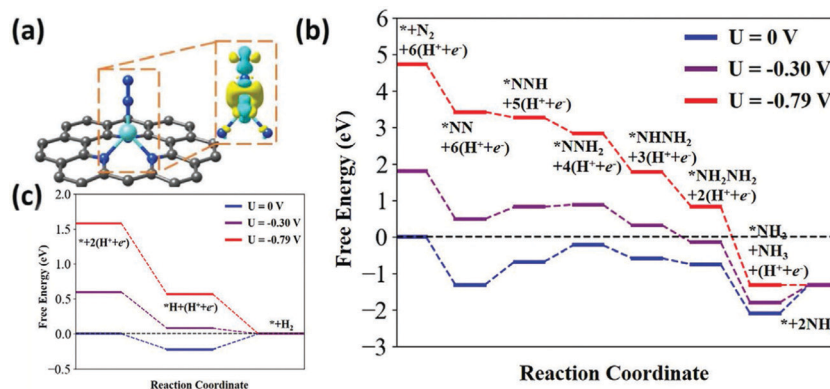 (a)
(b)
*+N₂
+6(H⁺+e⁻)
*NN
+6(H⁺+e⁻)
*NNH
+5(H⁺+e⁻)
*NNH₂
+4(H⁺+e⁻)
*NHNH₂
+3(H⁺+e⁻)
*NH₂NH₂
+2(H⁺+e⁻)
*NH₂
+NH₃
+(H⁺+e⁻)
*+2NH
U = 0 V
U = -0.30 V
U = -0.79 V
Free Energy (eV)
6
5
4
3
2
1
0
−1
−2
−3
Reaction Coordinate
(c)
U = 0 V
U = -0.30 V
U = -0.79 V
*+2(H⁺+e⁻)
*H+(H⁺+e⁻)
*+H₂
Free Energy (eV)
2.0
1.5
1.0
0.5
0.0
−0.5
Reaction Coordinate